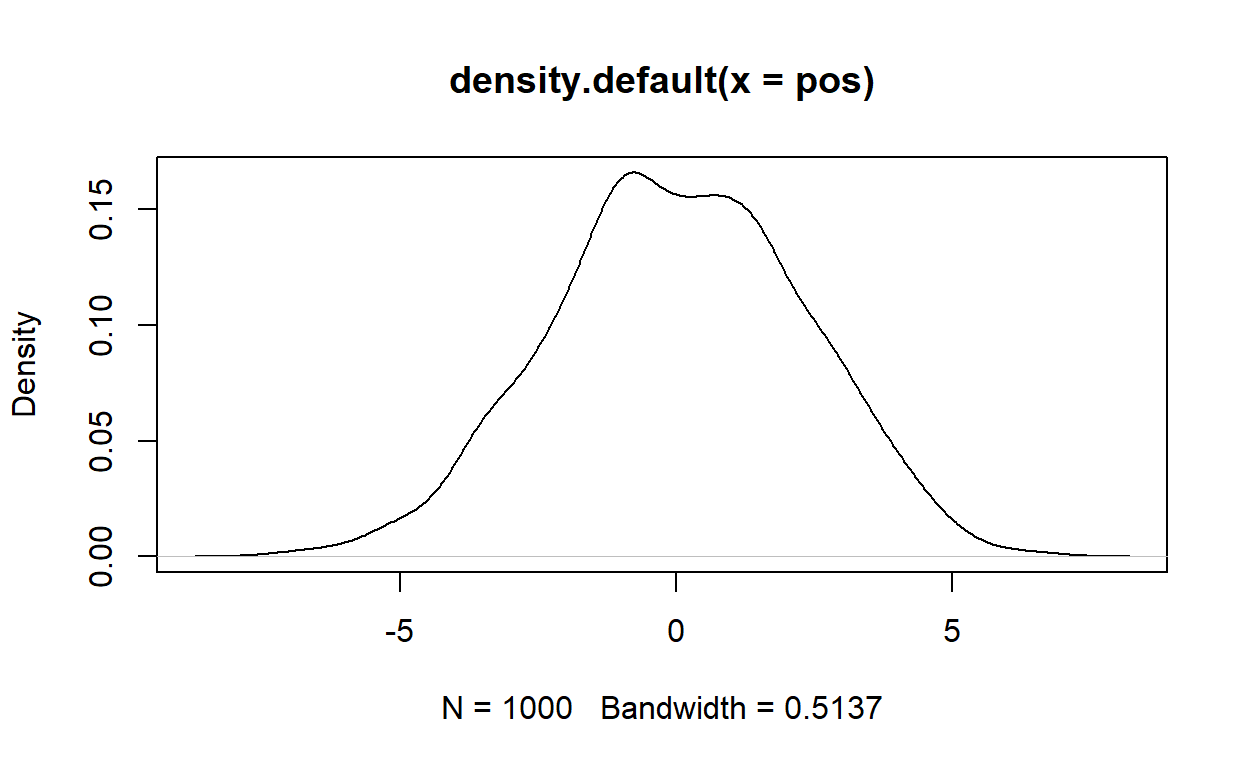 density.default(x = pos)
Density
0.15
0.10
0.05
0.00
-5 0 5
N = 1000 Bandwidth = 0.5137